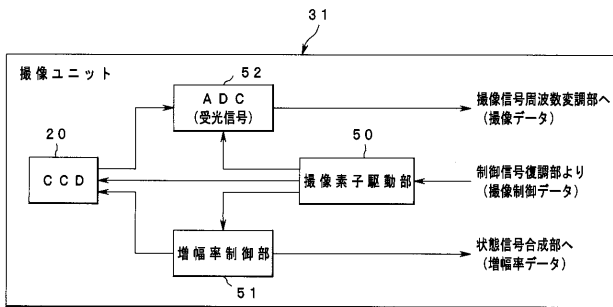 31
撮像ユニット
52
ADC
(受光信号)
撮像信号周波数変調部へ
(撮像データ)
20
CCD
50
撮像素子駆動部
制御信号復調部より
(撮像制御データ)
増幅率制御部
51
状態信号合成部へ
(増幅率データ)